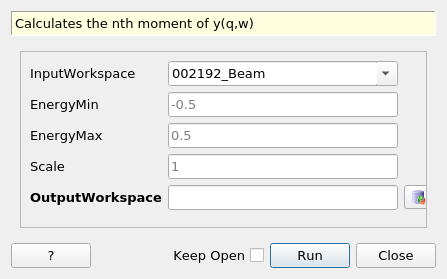 Calculates the nth moment of y(q,w)
InputWorkspace 002192_Beam
EnergyMin -0.5
EnergyMax 0.5
Scale 1
OutputWorkspace
? Keep Open Run Close